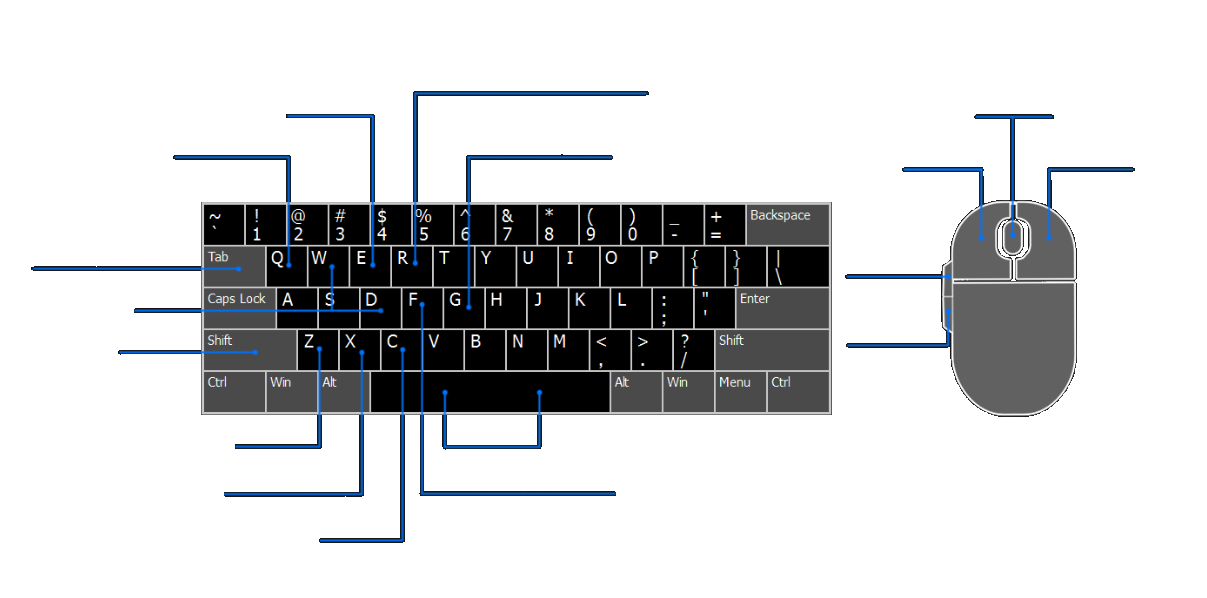 ~ ! @ # $ % ^ & * ( ) _ + Backspace
` 1 2 3 4 5 6 7 8 9 0 - =
Tab Q W E R T Y U I O P { } |
[ ] \
Caps Lock A S D F G H J K L : " Enter
; '
Shift Z X C V B N M < > ? Shift
, . /
Ctrl Win Alt Alt Win Menu Ctrl